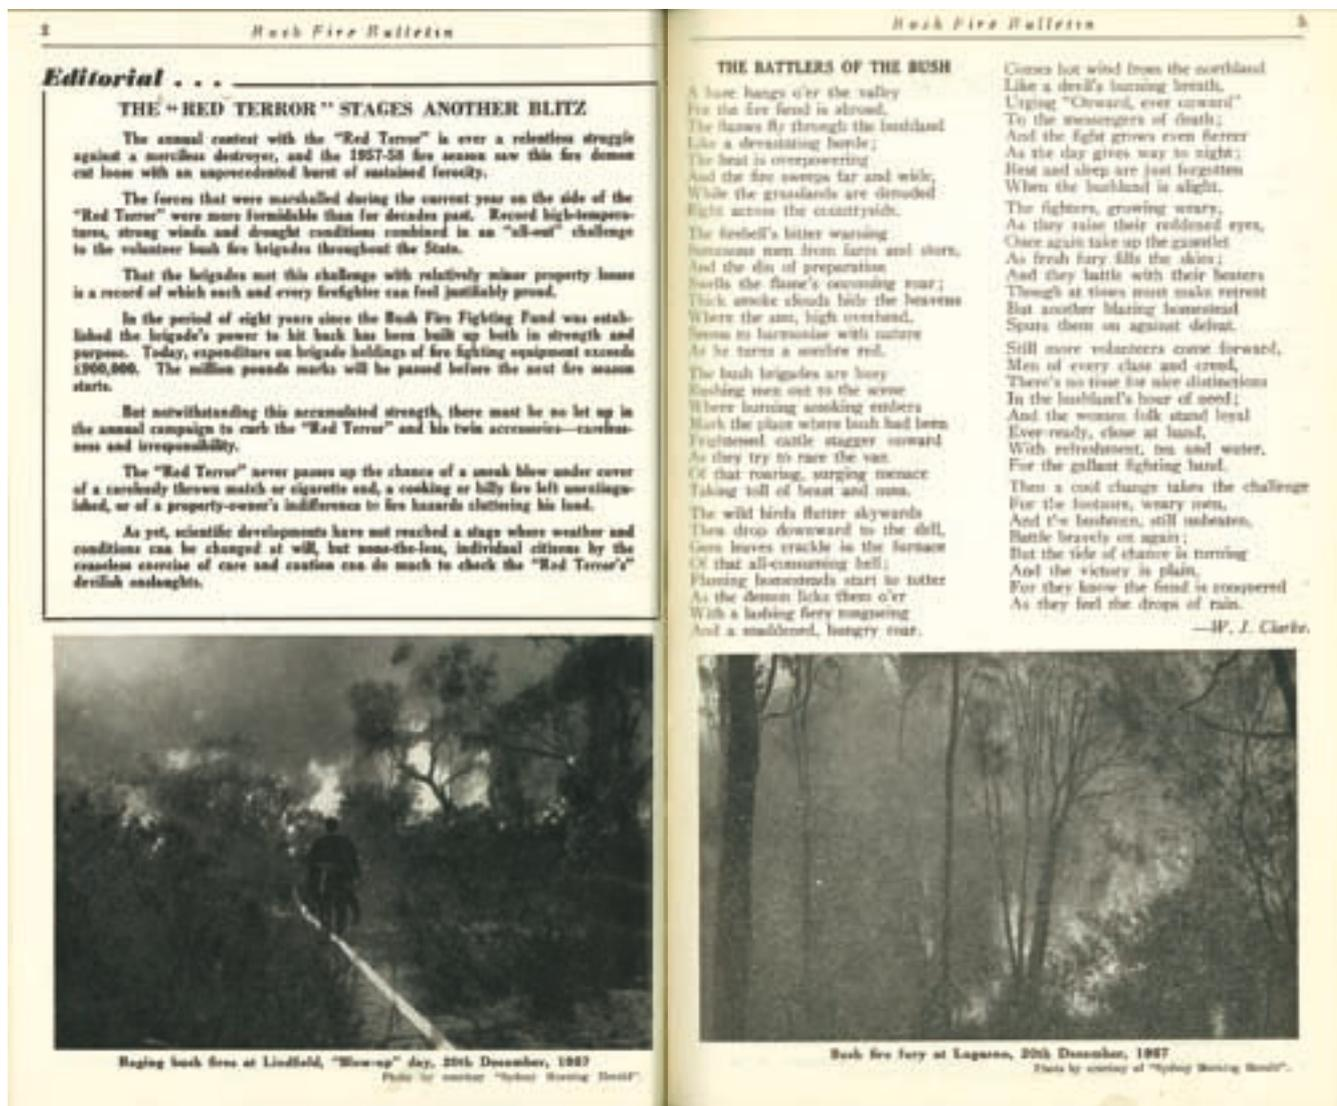 2
Bush Fire Bulletin
Editorial . . .
THE "RED TERROR" STAGES ANOTHER BLITZ
The annual contest with the "Red Terror" is ever a relentless struggle
against a merciless destroyer, and the 1957-58 fire season saw this fire demon
cut loose with an unprecedented burst of sustained ferocity.
The forces that were marshalled during the current year on the side of the
"Red Terror" were more formidable than for decades past. Record high-tempera-
tures, strong winds and drought conditions combined in an "all-out" challenge
to the volunteer bush fire brigades throughout the State.
That the brigades met this challenge with relatively minor property losses
is a record of which each and every firefighter can feel justifiably proud.
In the period of eight years since the Bush Fire Fighting Fund was estab-
lished the brigade's power to hit back has been built up both in strength and
purpose. Today, expenditure on brigade holdings of fire fighting equipment exceeds
£900,000. The million pounds marks will be passed before the next fire season
starts.
But notwithstanding this accumulated strength, there must be no let up in
the annual campaign to curb the "Red Terror" and his twin accessories—careless-
ness and irresponsibility.
The "Red Terror" never passes up the chance of a sneak blow under cover
of a carelessly thrown match or cigarette end, a cooking or billy fire left unextingu-
ished, or of a property-owner's indifference to fire hazards cluttering his land.
As yet, scientific developments have not reached a stage where weather and
conditions can be changed at will, but none-the-less, individual citizens by the
ceaseless exercise of care and caution can do much to check the "Red Terror's"
devilish onslaughts.
Raging bush fires at Lindfield, "Blow-up" day, 20th December, 1957
Photo by courtesy "Sydney Morning Herald".
Bush Fire Bulletin
THE BATTLERS OF THE BUSH
A haze hangs o'er the valley
For the fire fiend is abroad,
The flames fly through the bushland
Like a devastating horde;
The heat is overpowering
And the fire sweeps far and wide,
While the grasslands are denuded
Right across the countryside.
The firebell's bitter warning
Summons men from farm and store,
And the din of preparation
Swells the flame's oncoming roar;
Thick smoke clouds hide the heavens
Where the sun, high overhead,
Seems to harmonise with nature
As he turns a sombre red.
The bush brigades are busy
Rushing men out to the scene
Where burning smoking embers
Mark the place where bush had been
Frightened cattle stagger onward
As they try to race the van
Of that roaring, surging menace
Taking toll of beast and man.
The wild birds flutter skywards
Then drop downward to the dell,
Gum leaves crackle in the furnace
Of that all-consuming hell;
Flaming homesteads start to totter
As the demon licks them o'er
With a lashing fiery tongueing
And a maddened, hungry roar.
Comes hot wind from the northland
Like a devil's burning breath,
Urging "Onward, ever onward"
To the messengers of death;
And the fight grows even fiercer
As the day gives way to night;
Rest and sleep are just forgotten
When the bushland is alight.
The fighters, growing weary,
As they raise their reddened eyes,
Once again take up the gauntlet
As fresh fury fills the skies;
And they battle with their beaters
Though at times must make retreat
But another blazing homestead
Spurs them on against defeat.
Still more volunteers come forward,
Men of every class and creed,
There's no time for nice distinctions
In the bushland's hour of need;
And the women folk stand loyal
Ever-ready, close at hand,
With refreshment, tea and water,
For the gallant fighting band.
Then a cool change takes the challenge
For the footsore, weary men,
And the bushmen, still unbeaten,
Battle bravely on again;
But the tide of chance is turning
And the victory is plain,
For they know the fiend is conquered
As they feel the drops of rain.
—W. J. Clarke.
Bush fire fury at Lugarno, 20th December, 1957
Photo by courtesy of "Sydney Morning Herald".